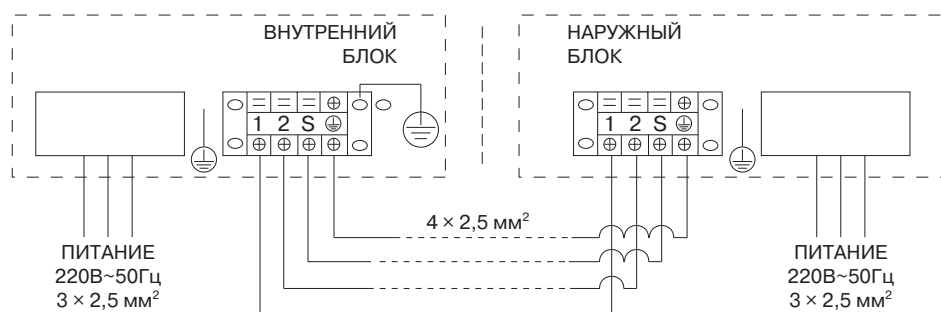 ВНУТРЕННИЙ
БЛОК
НАРУЖНЫЙ
БЛОК
1 2 S
1 2 S
4 × 2,5 мм²
ПИТАНИЕ
220В~50Гц
3 × 2,5 мм²
ПИТАНИЕ
220В~50Гц
3 × 2,5 мм²